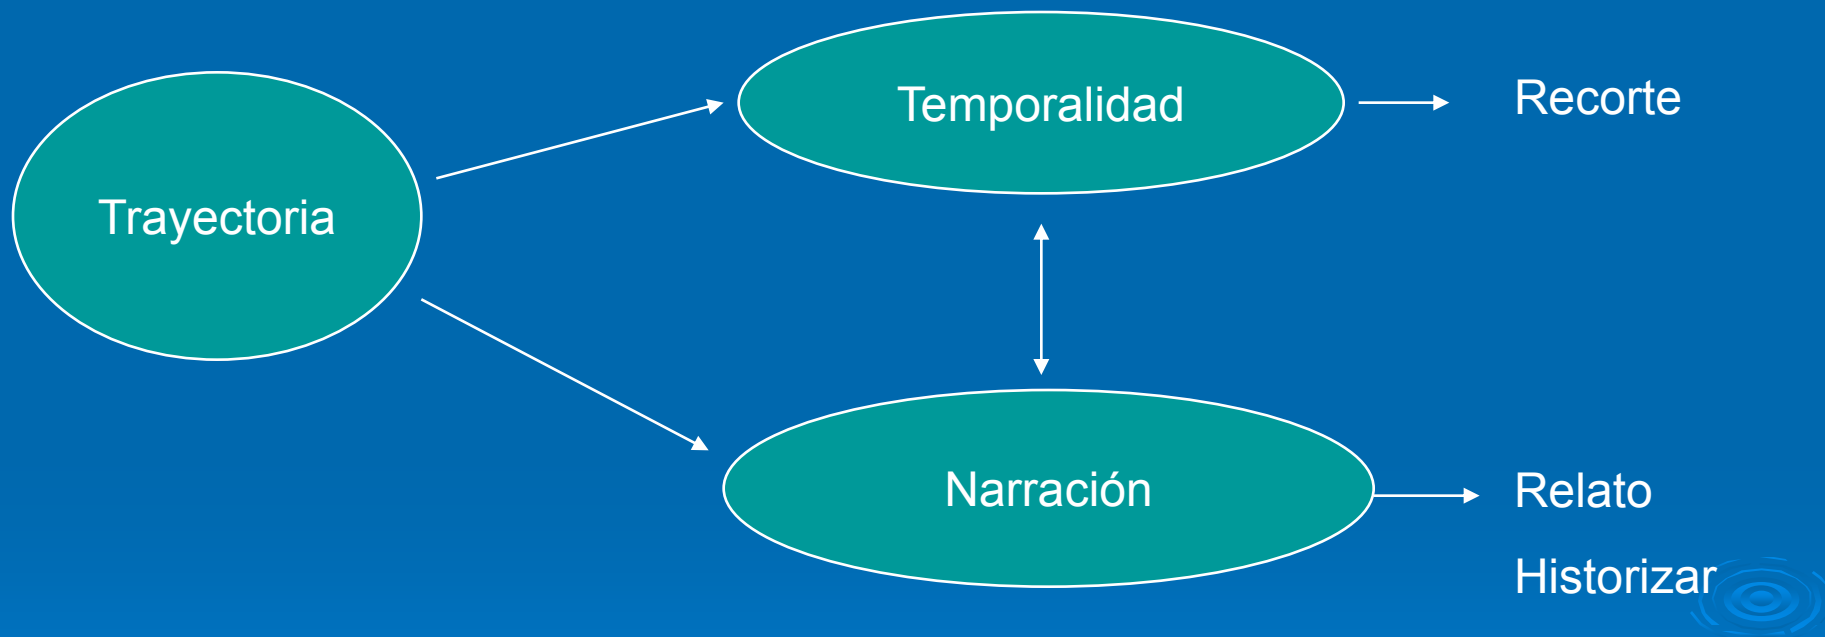 Trayectoria
Temporalidad
Recorte
Narración
Relato
Historizar